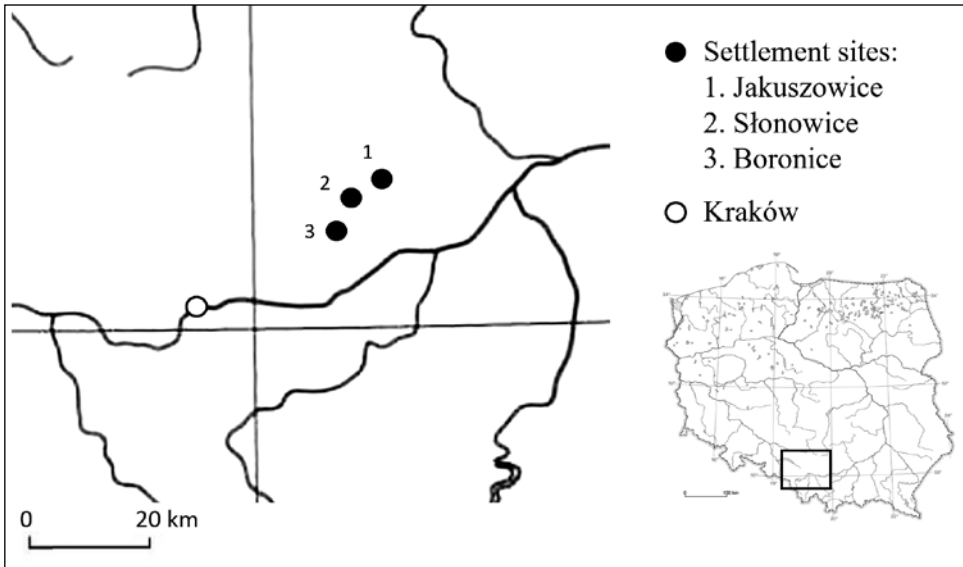 1
2
3
0 20 km
Settlement sites:
1. Jakuszowice
2. Słonowice
3. Boronice
Kraków